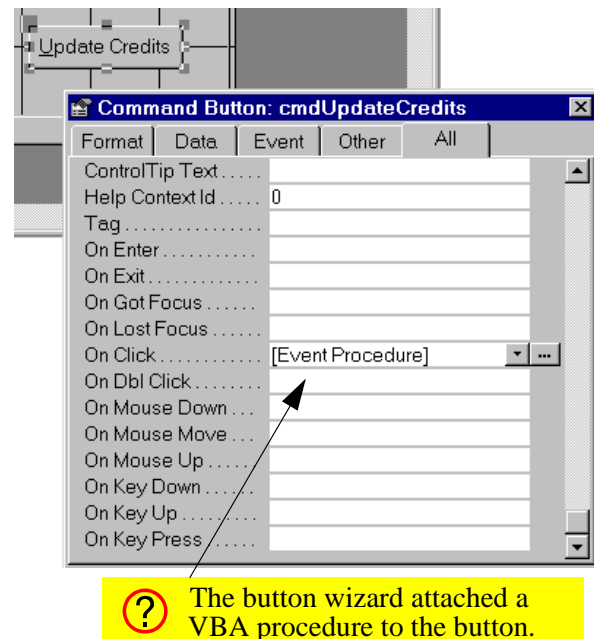 Update Credits
Command Button: cmdUpdateCredits
Format Data Event Other All
ControlTip Text.....
Help Context Id ..... 0
Tag................
On Enter...........
On Exit.............
On Got Focus ......
On Lost Focus......
On Click............ [Event Procedure] ...
On Dbl Click........
On Mouse Down ...
On Mouse Move ...
On Mouse Up ......
On Key Down......
On Key Up.........
On Key Press ......
? The button wizard attached a
VBA procedure to the button.